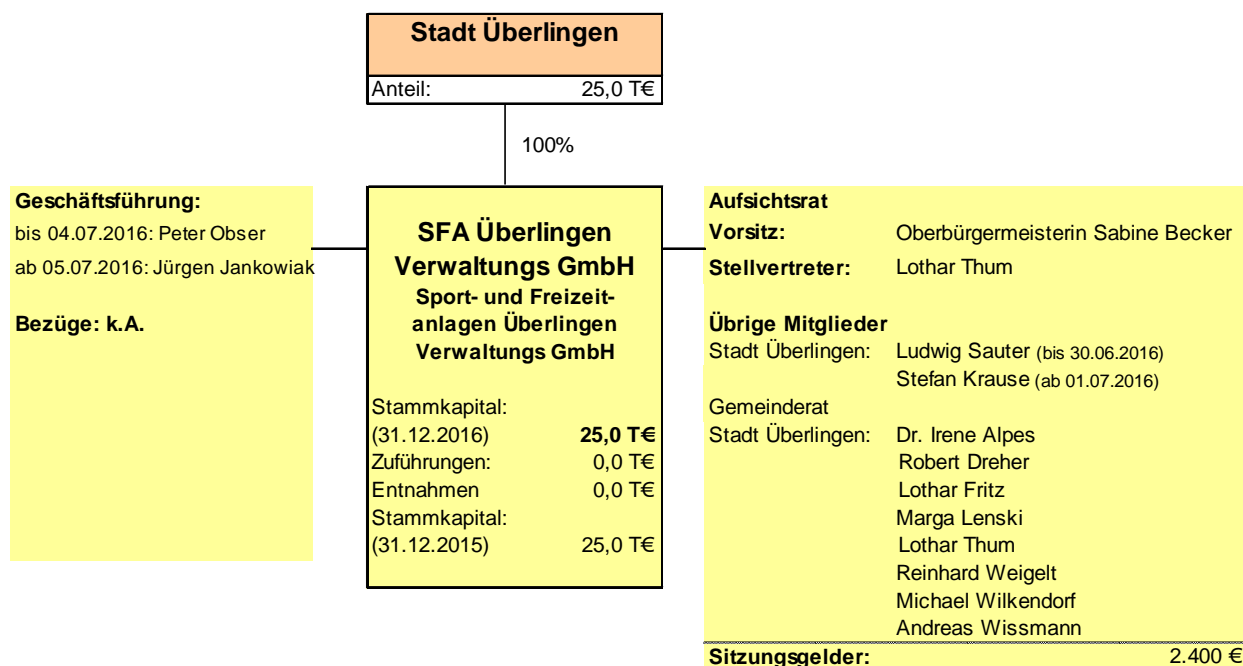 Stadt Überlingen
Anteil: 25,0 T€
100%
Geschäftsführung:
bis 04.07.2016: Peter Obser
ab 05.07.2016: Jürgen Jankowiak
Bezüge: k.A.
SFA Überlingen
Verwaltungs GmbH
Sport- und Freizeit-
anlagen Überlingen
Verwaltungs GmbH
Stammkapital:
(31.12.2016) 25,0 T€
Zuführungen: 0,0 T€
Entnahmen 0,0 T€
Stammkapital:
(31.12.2015) 25,0 T€
Aufsichtsrat
Vorsitz: Oberbürgermeisterin Sabine Becker
Stellvertreter: Lothar Thum
Übrige Mitglieder
Stadt Überlingen: Ludwig Sauter (bis 30.06.2016)
Stefan Krause (ab 01.07.2016)
Gemeinderat
Stadt Überlingen: Dr. Irene Alpes
Robert Dreher
Lothar Fritz
Marga Lenski
Lothar Thum
Reinhard Weigelt
Michael Wilkendorf
Andreas Wissmann
Sitzungsgelder: 2.400 €